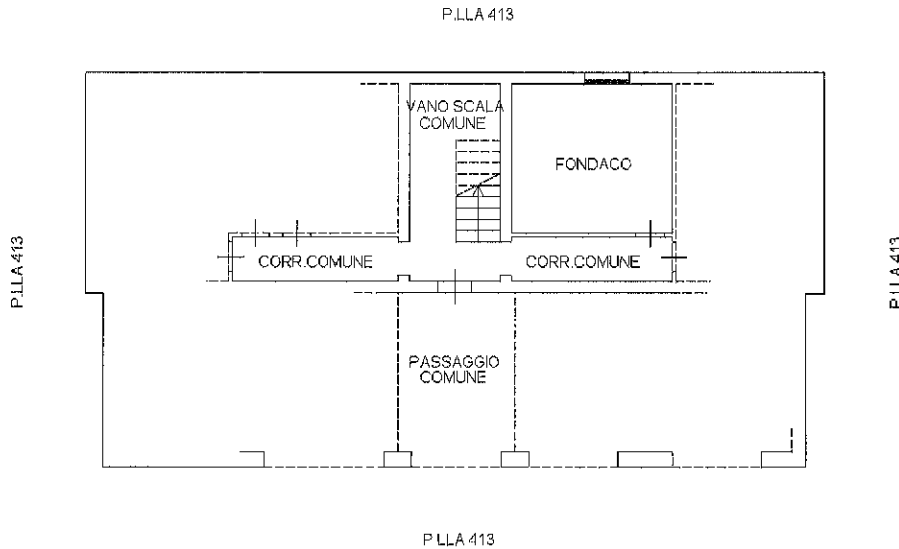 P.LLA 413
VANO SCALA
COMUNE
FONDACO
CORR.COMUNE
CORR.COMUNE
P.LLA 413
P.LLA 413
PASSAGGIO
COMUNE
P.LLA 413